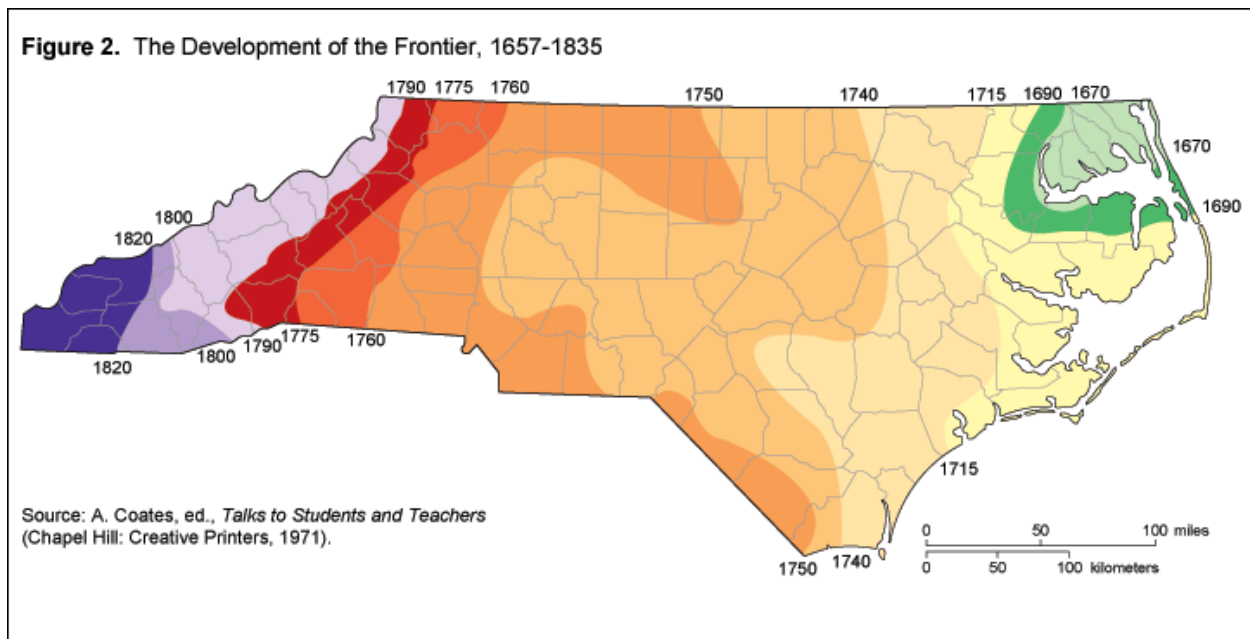 Figure 2. The Development of the Frontier, 1657-1835
1790 1775 1760 1750 1740 1715 1690 1670
1670
1690
1800
1820
1715
1820 1800 1790 1775 1760
1750 1740
Source: A. Coates, ed., Talks to Students and Teachers
(Chapel Hill: Creative Printers, 1971).
0 50 100 miles
0 50 100 kilometers